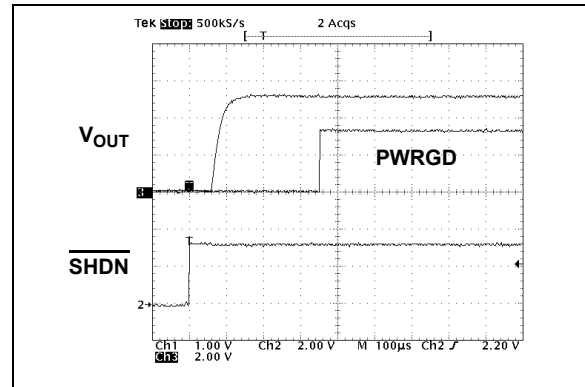 Tek Stop: 500kS/s 2 Acqs
[ T ]
VOUT
PWRGD
3
T
SHDN
2→
Ch1 1.00 V Ch2 2.00 V M 100µs Ch2 ƒ 2.20 V
Ch3 2.00 V